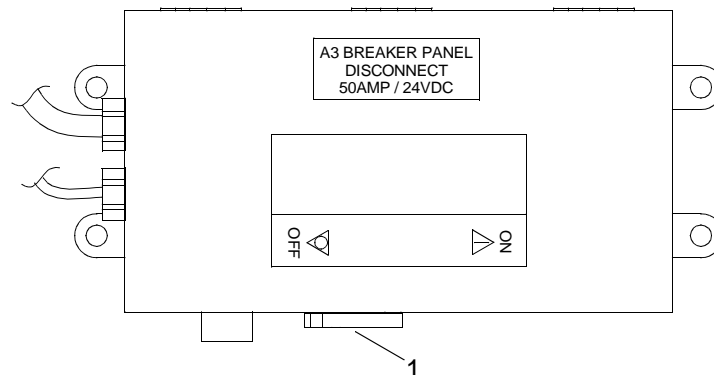 A3 BREAKER PANEL
DISCONNECT
50AMP / 24VDC
OFF
ON
1